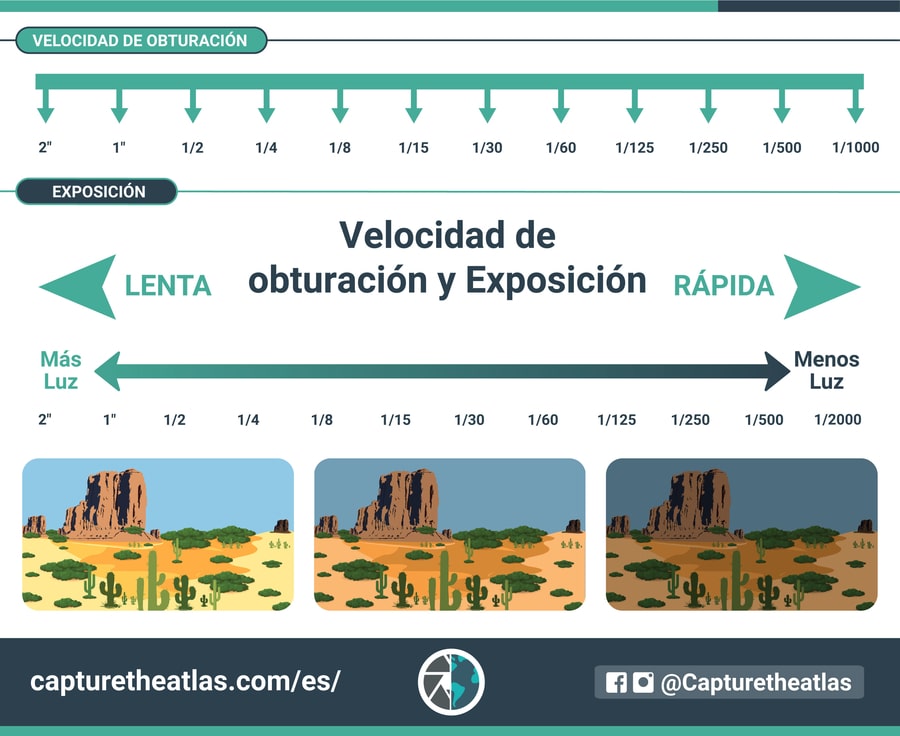 VELOCIDAD DE OBTURACIÓN
2" 1" 1/2 1/4 1/8 1/15 1/30 1/60 1/125 1/250 1/500 1/1000
EXPOSICIÓN
Velocidad de
obturación y Exposición
LENTA
RÁPIDA
Más
Luz
Menos
Luz
2" 1" 1/2 1/4 1/8 1/15 1/30 1/60 1/125 1/250 1/500 1/2000
capturetheatlas.com/es/
@Capturetheatlas